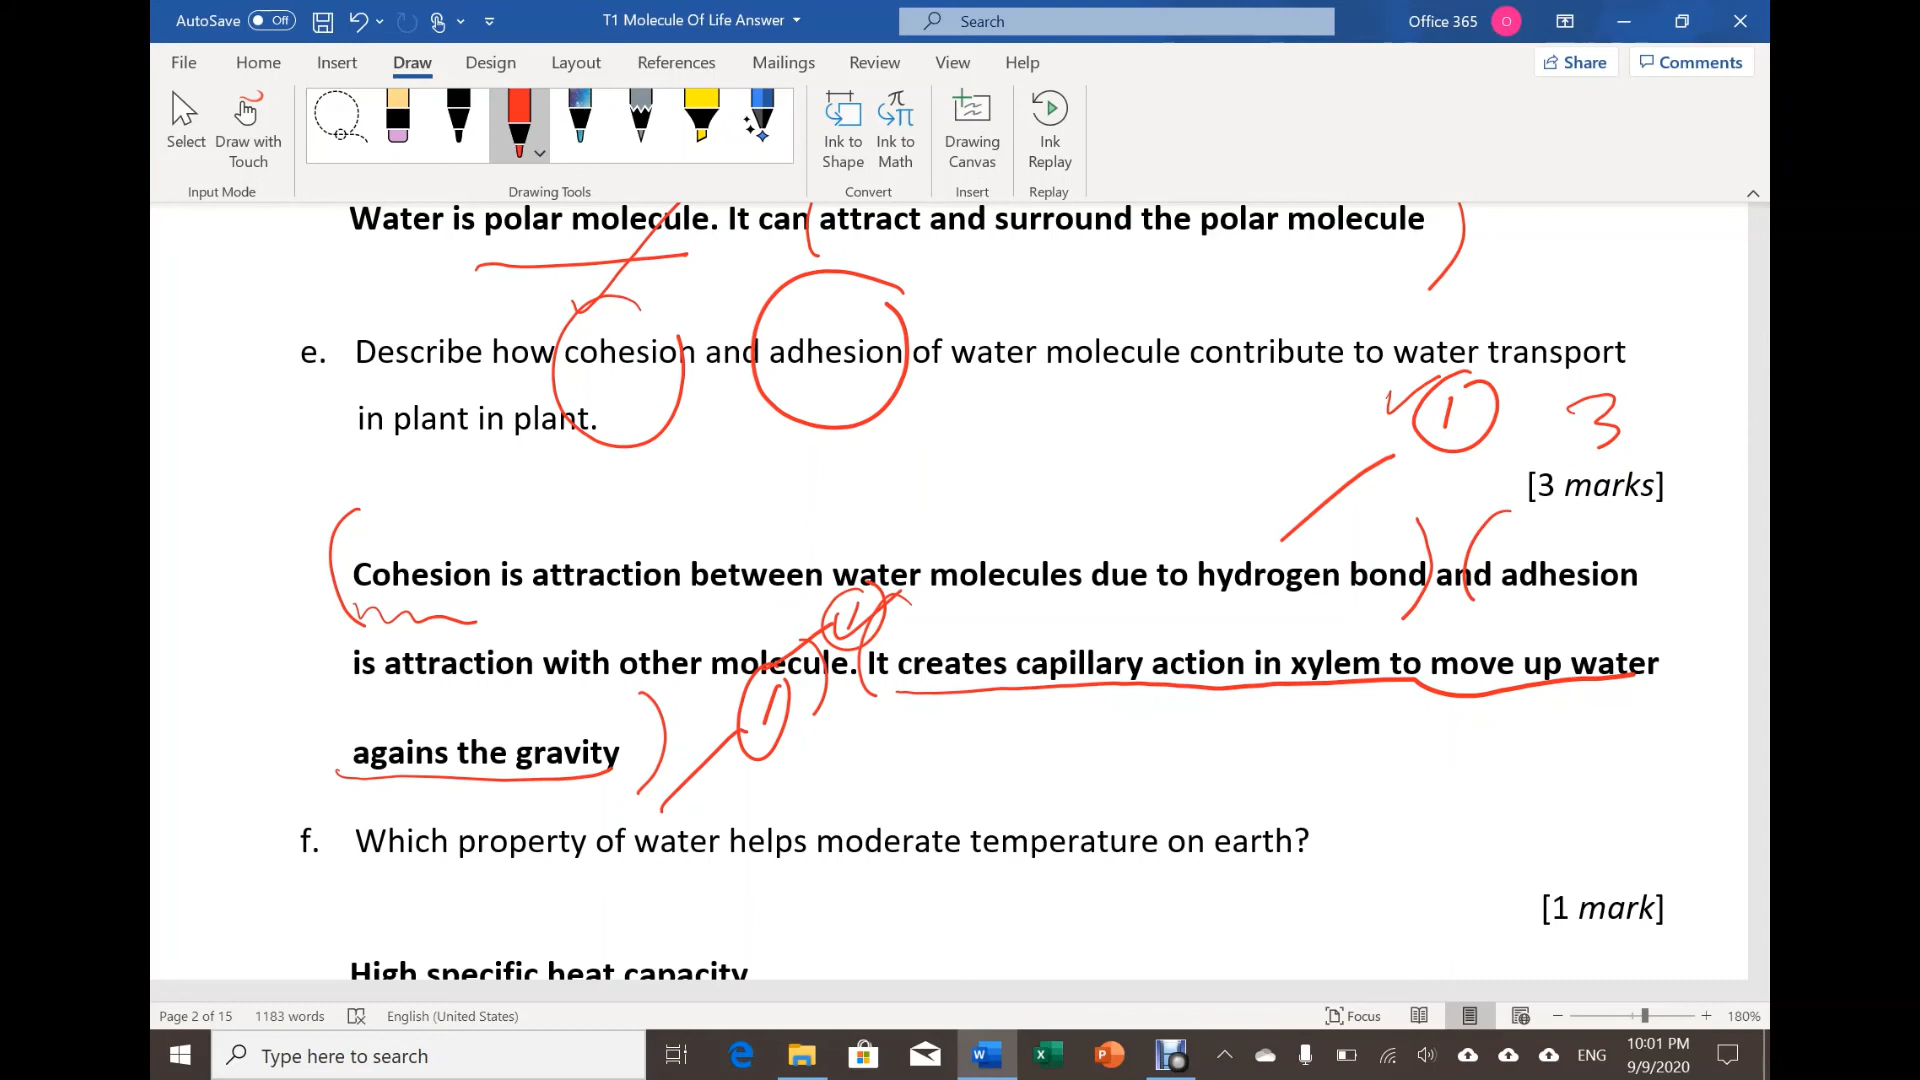 AutoSave Off T1 Molecule Of Life Answer Search Office 365 O
File Home Insert Draw Design Layout References Mailings Review View Help Share Comments
Select Draw with Touch Ink to Shape Ink to Math Drawing Canvas Ink Replay
Input Mode Drawing Tools Convert Insert Replay
Water is polar molecule. It can attract and surround the polar molecule
e. Describe how cohesion and adhesion of water molecule contribute to water transport
in plant in plant.
1 3
[3 marks]
Cohesion is attraction between water molecules due to hydrogen bond and adhesion
1
is attraction with other molecule. It creates capillary action in xylem to move up water
1
agains the gravity
f. Which property of water helps moderate temperature on earth?
[1 mark]
High specific heat capacity
Page 2 of 15 1183 words English (United States) Focus 180%
Type here to search ENG 10:01 PM
9/9/2020